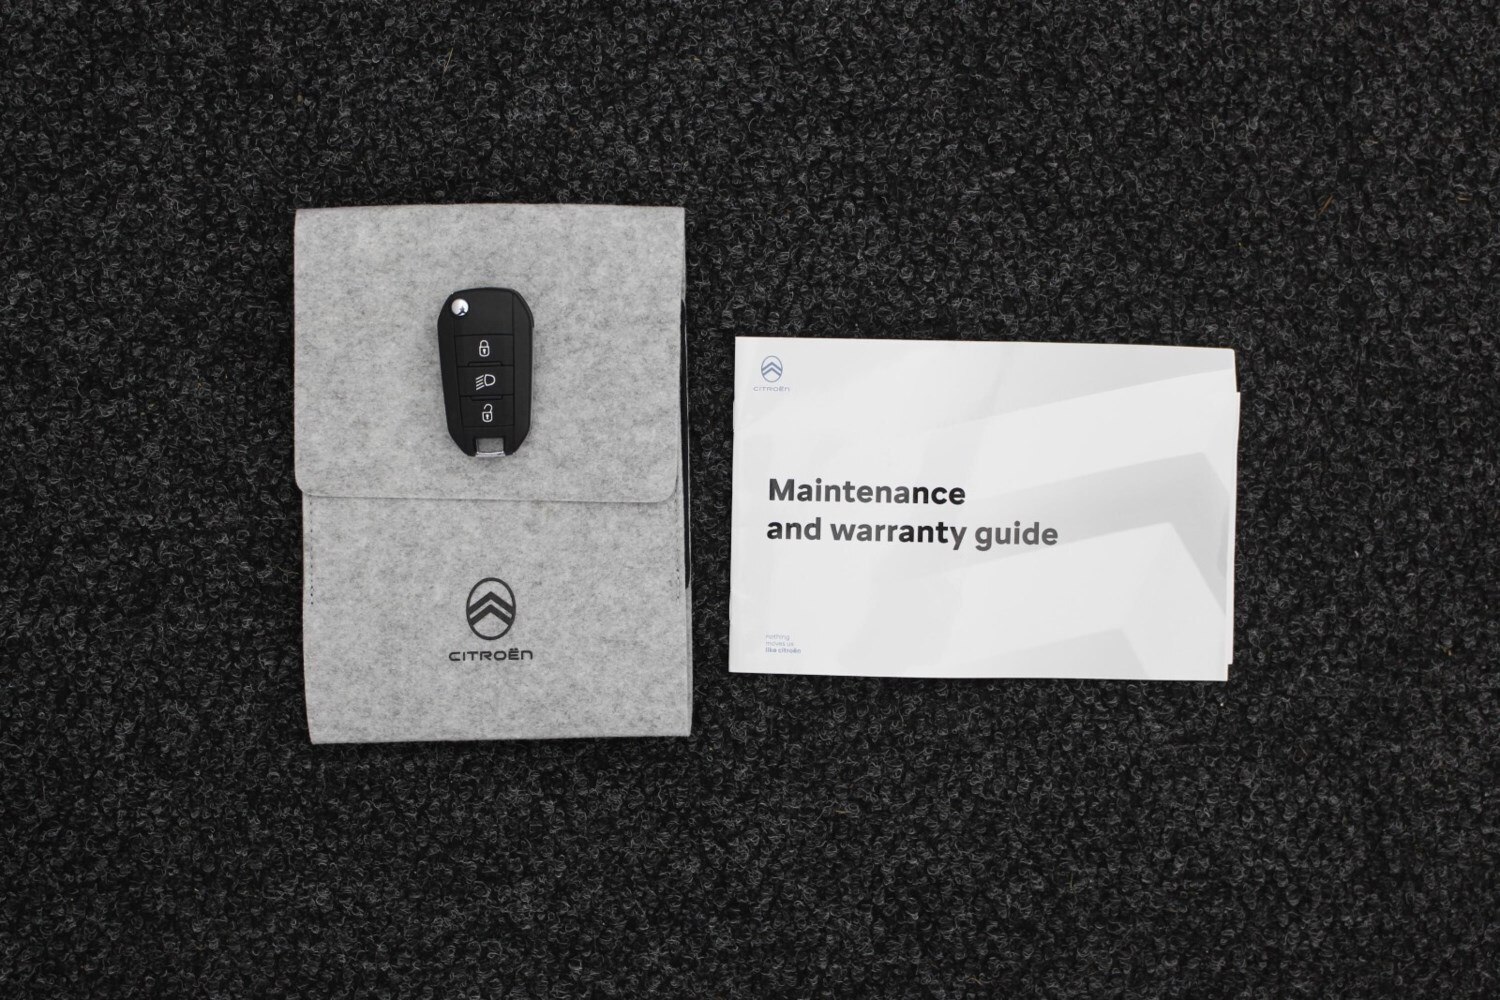 CITROËN
CITROËN
Maintenance
and warranty guide
nothing
moves us
like citroën